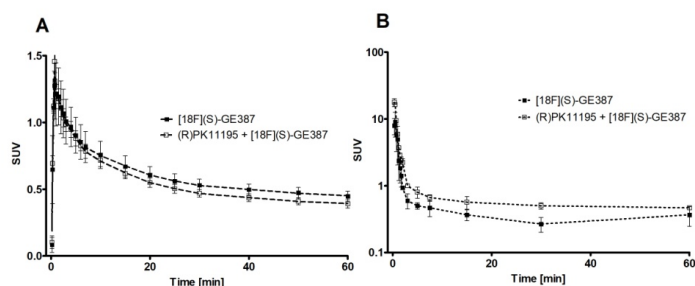 A
1.5
1.0
0.5
0.0
SUV
[18F](S)-GE387
(R)PK11195 + [18F](S)-GE387
0
20
40
60
Time [min]
B
100
10
1
0.1
SUV
[18F](S)-GE387
(R)PK11195 + [18F](S)-GE387
0
20
40
60
Time [min]